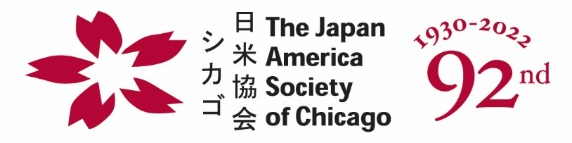 日米協会
シカゴ
The Japan
America
Society
of Chicago
1930-2022
92nd